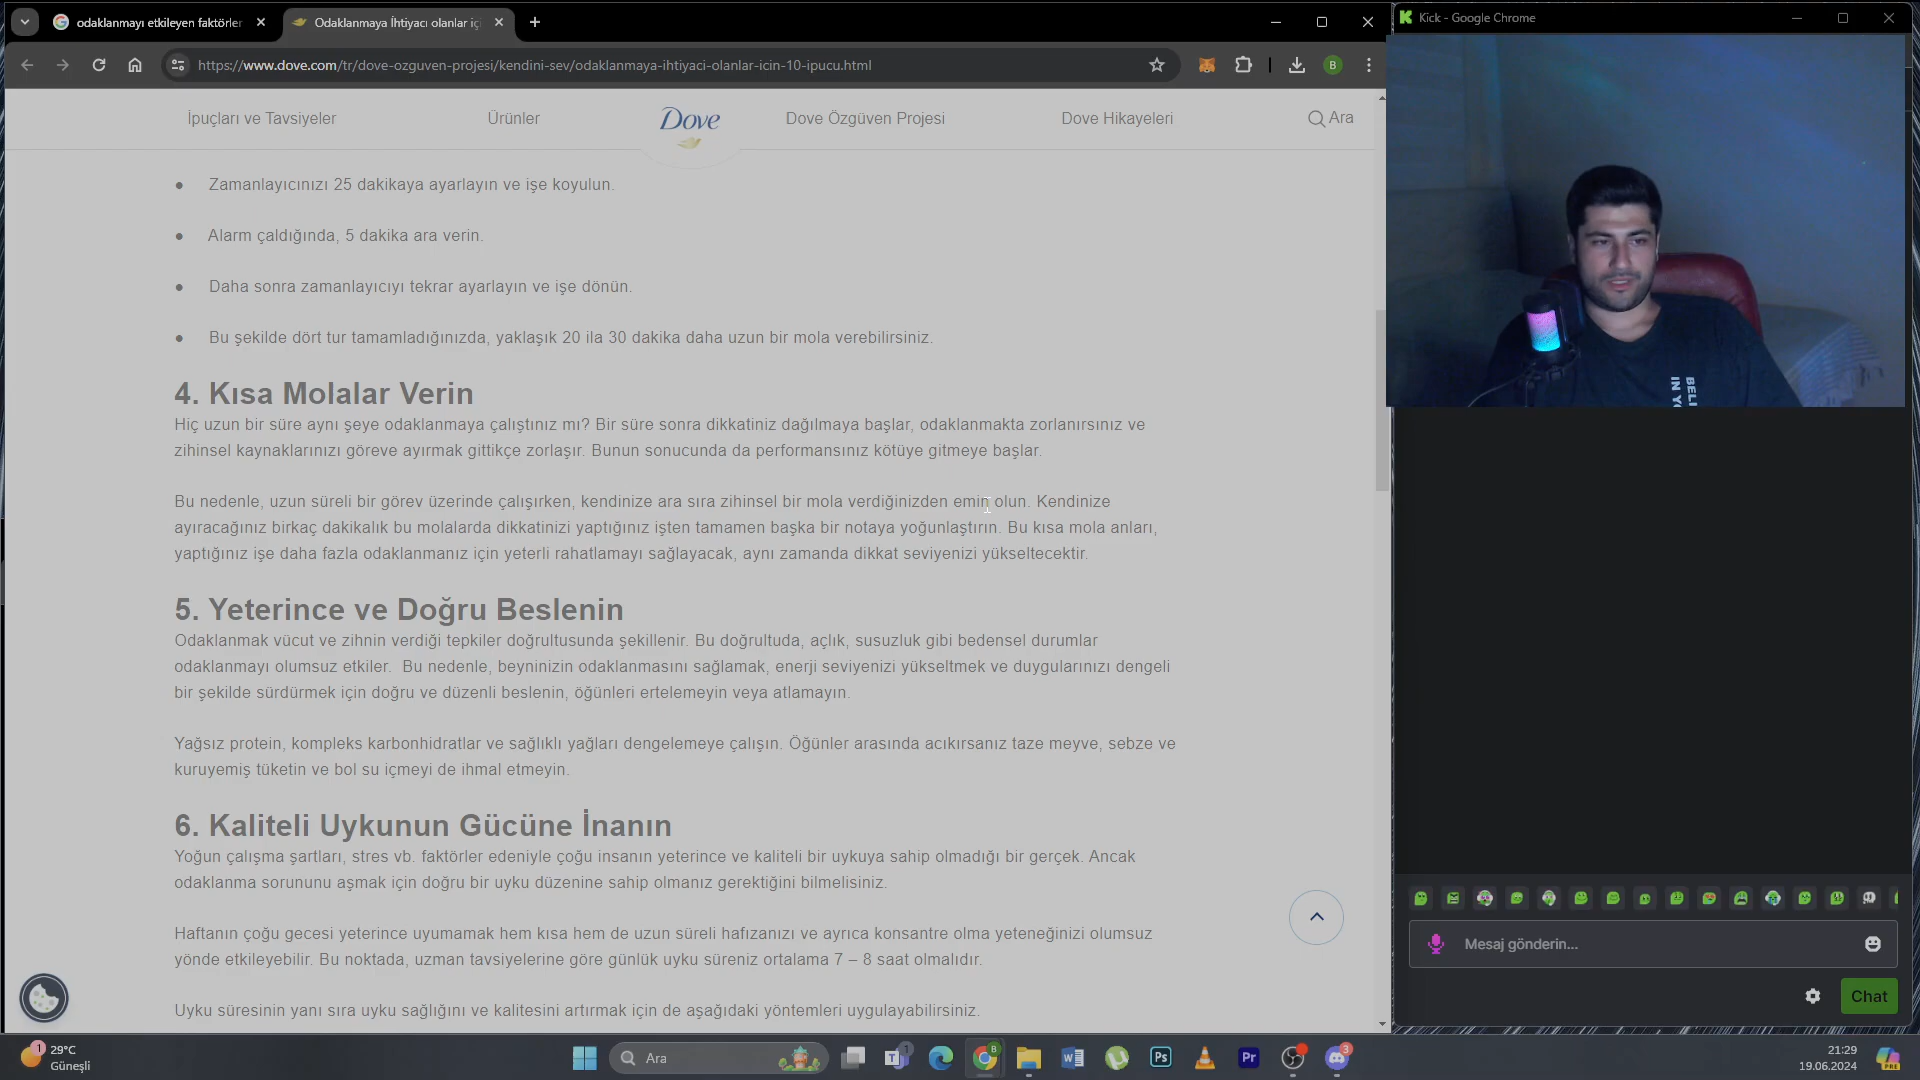 odaklanmayı etkileyen faktörler
Odaklanmaya İhtiyacı olanlar içi
Kick - Google Chrome
https://www.dove.com/tr/dove-ozguven-projesi/kendini-sev/odaklanmaya-ihtiyaci-olanlar-icin-10-ipucu.html
B
İpuçları ve Tavsiyeler
Ürünler
Dove
Dove Özgüven Projesi
Dove Hikayeleri
Ara
• Zamanlayıcınızı 25 dakikaya ayarlayın ve işe koyulun.
• Alarm çaldığında, 5 dakika ara verin.
• Daha sonra zamanlayıcıyı tekrar ayarlayın ve işe dönün.
• Bu şekilde dört tur tamamladığınızda, yaklaşık 20 ila 30 dakika daha uzun bir mola verebilirsiniz.
4. Kısa Molalar Verin
Hiç uzun bir süre aynı şeye odaklanmaya çalıştınız mı? Bir süre sonra dikkatiniz dağılmaya başlar, odaklanmakta zorlanırsınız ve
zihinsel kaynaklarınızı göreve ayırmak gittikçe zorlaşır. Bunun sonucunda da performansınız kötüye gitmeye başlar.
Bu nedenle, uzun süreli bir görev üzerinde çalışırken, kendinize ara sıra zihinsel bir mola verdiğinizden emin olun. Kendinize
ayıracağınız birkaç dakikalık bu molalarda dikkatinizi yaptığınız işten tamamen başka bir notaya yoğunlaştırın. Bu kısa mola anları,
yaptığınız işe daha fazla odaklanmanız için yeterli rahatlamayı sağlayacak, aynı zamanda dikkat seviyenizi yükseltecektir.
5. Yeterince ve Doğru Beslenin
Odaklanmak vücut ve zihnin verdiği tepkiler doğrultusunda şekillenir. Bu doğrultuda, açlık, susuzluk gibi bedensel durumlar
odaklanmayı olumsuz etkiler. Bu nedenle, beyninizin odaklanmasını sağlamak, enerji seviyenizi yükseltmek ve duygularınızı dengeli
bir şekilde sürdürmek için doğru ve düzenli beslenin, öğünleri ertelemeyin veya atlamayın.
Yağsız protein, kompleks karbonhidratlar ve sağlıklı yağları dengelemeye çalışın. Öğünler arasında acıkırsanız taze meyve, sebze ve
kuruyemiş tüketin ve bol su içmeyi de ihmal etmeyin.
6. Kaliteli Uykunun Gücüne İnanın
Yoğun çalışma şartları, stres vb. faktörler edeniyle çoğu insanın yeterince ve kaliteli bir uykuya sahip olmadığı bir gerçek. Ancak
odaklanma sorununu aşmak için doğru bir uyku düzenine sahip olmanız gerektiğini bilmelisiniz.
Haftanın çoğu gecesi yeterince uyumamak hem kısa hem de uzun süreli hafızanızı ve ayrıca konsantre olma yeteneğinizi olumsuz
yönde etkileyebilir. Bu noktada, uzman tavsiyelerine göre günlük uyku süreniz ortalama 7 – 8 saat olmalıdır.
Uyku süresinin yanı sıra uyku sağlığını ve kalitesini artırmak için de aşağıdaki yöntemleri uygulayabilirsiniz.
Mesaj gönderin...
Chat
1
29°C
Güneşli
Ara
1
B
Ps
Pr
3
21:29
19.06.2024